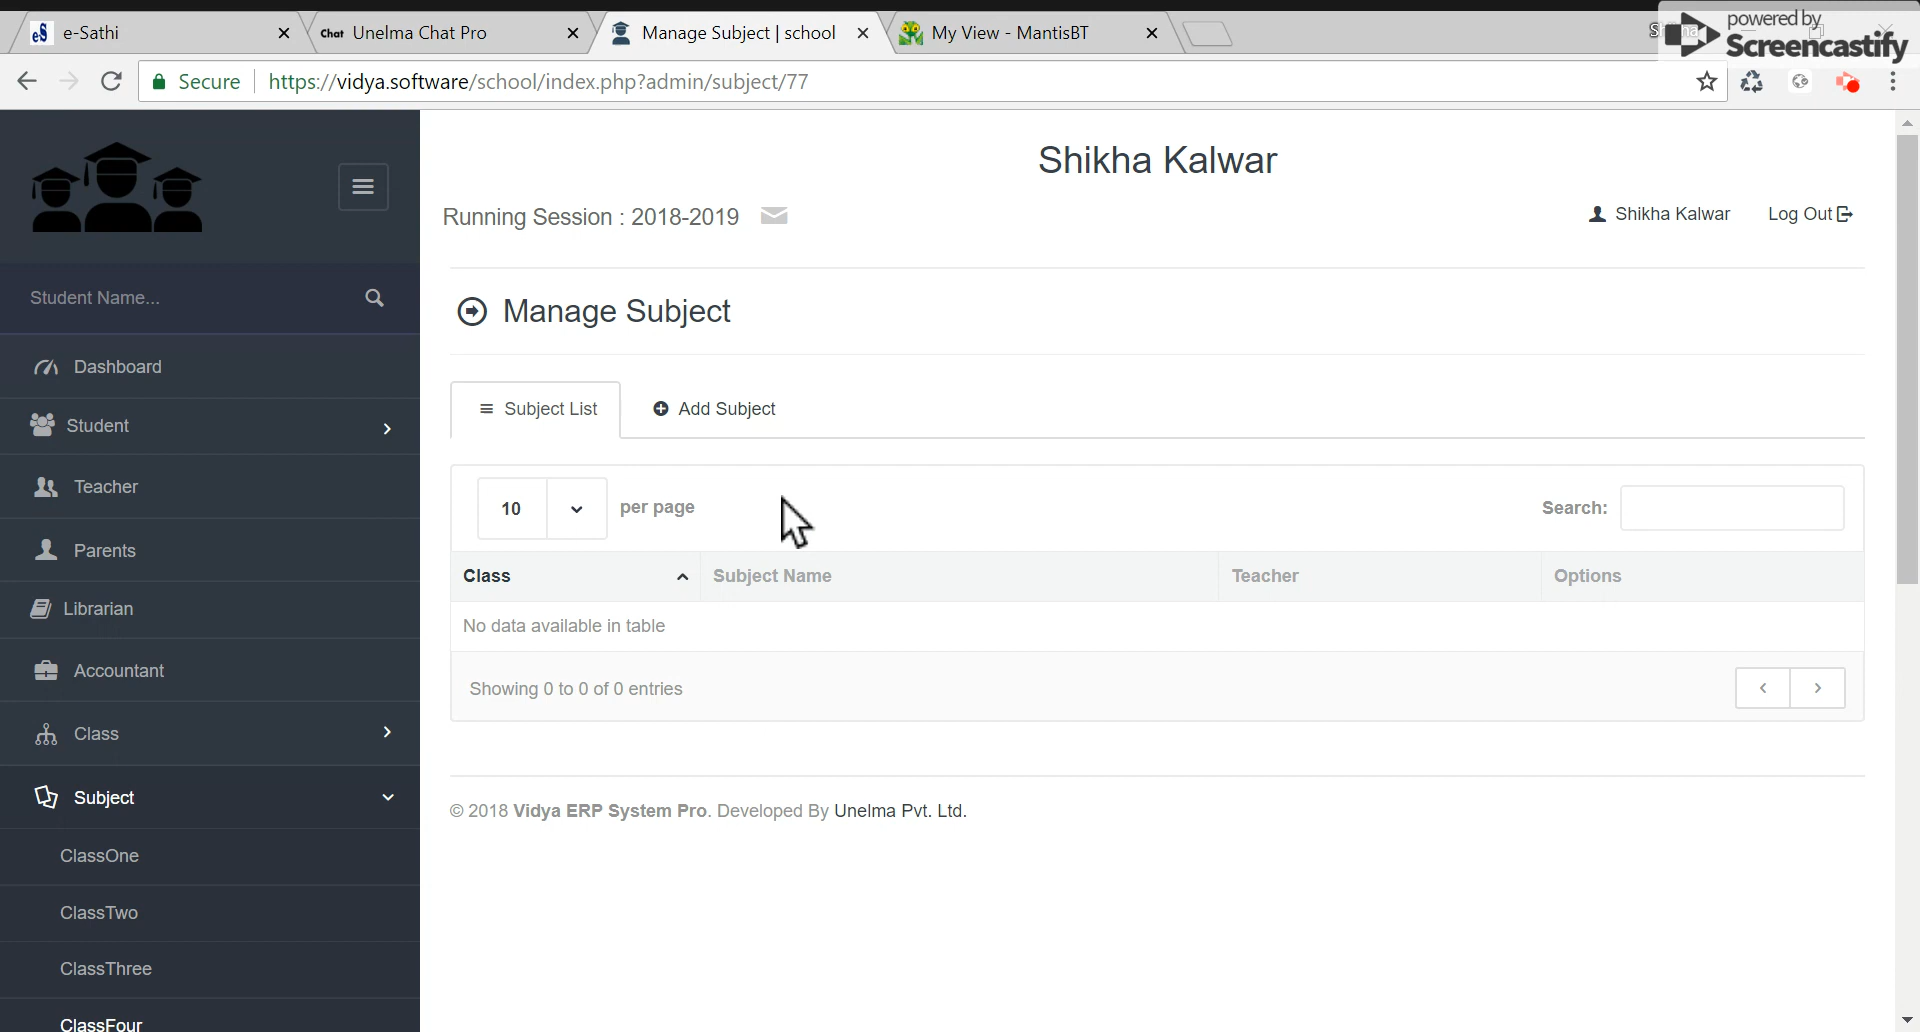 e-Sathi
Chat Unelma Chat Pro
Manage Subject | school
My View - MantisBT
powered by
Screencastify
Secure
https://vidya.software/school/index.php?admin/subject/77
Shikha Kalwar
Running Session : 2018-2019
Shikha Kalwar
Log Out
Student Name...
Manage Subject
Dashboard
Student
Teacher
Parents
Librarian
Accountant
Class
Subject
ClassOne
ClassTwo
ClassThree
ClassFour
Subject List
Add Subject
10 per page
Search:
Class Subject Name Teacher Options
No data available in table
Showing 0 to 0 of 0 entries
© 2018 Vidya ERP System Pro. Developed By Unelma Pvt. Ltd.